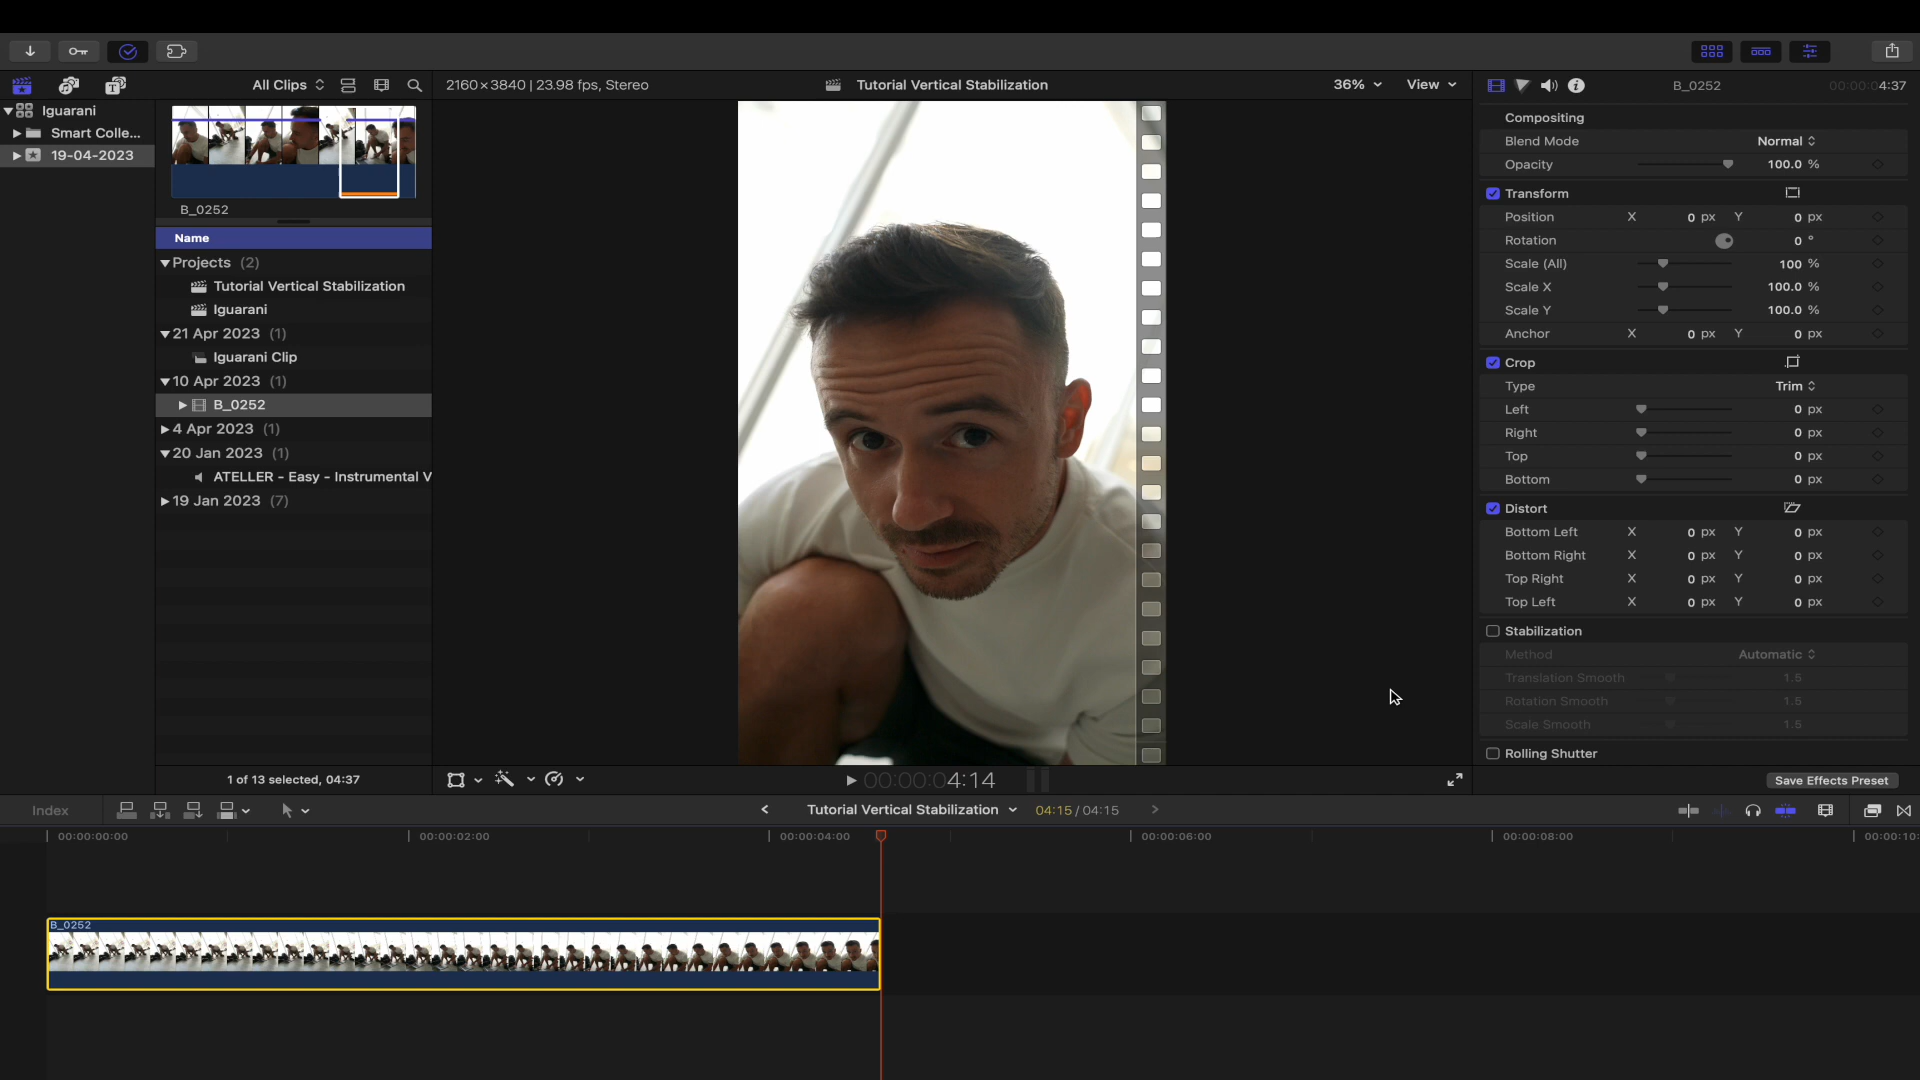 All Clips
2160×3840 | 23.98 fps, Stereo
Tutorial Vertical Stabilization
36%
View
B_0252
00:00:04:37
Iguarani
Smart Colle...
19-04-2023
B_0252
Name
Projects (2)
Tutorial Vertical Stabilization
Iguarani
21 Apr 2023 (1)
Iguarani Clip
10 Apr 2023 (1)
B_0252
4 Apr 2023 (1)
20 Jan 2023 (1)
ATELLER - Easy - Instrumental V
19 Jan 2023 (7)
1 of 13 selected, 04:37
00:00:04:14
Compositing
Blend Mode Normal
Opacity 100.0 %
Transform
Position X 0 px Y 0 px
Rotation 0 °
Scale (All) 100 %
Scale X 100.0 %
Scale Y 100.0 %
Anchor X 0 px Y 0 px
Crop
Type Trim
Left 0 px
Right 0 px
Top 0 px
Bottom 0 px
Distort
Bottom Left X 0 px Y 0 px
Bottom Right X 0 px Y 0 px
Top Right X 0 px Y 0 px
Top Left X 0 px Y 0 px
Stabilization
Method Automatic
Translation Smooth 1.5
Rotation Smooth 1.5
Scale Smooth 1.5
Rolling Shutter
Save Effects Preset
Index
Tutorial Vertical Stabilization
04:15 / 04:15
00:00:00:00
00:00:02:00
00:00:04:00
00:00:06:00
00:00:08:00
00:00:10:
B_0252